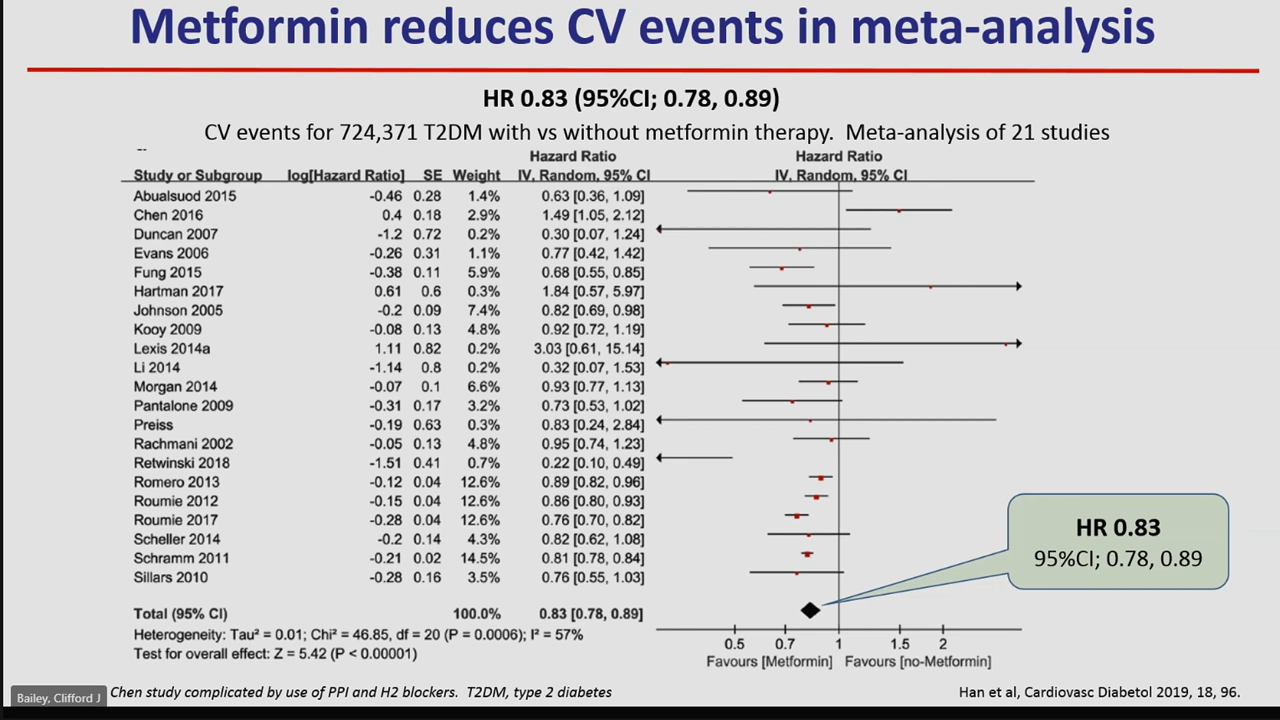 Metformin reduces CV events in meta-analysis
HR 0.83 (95%CI; 0.78, 0.89)
CV events for 724,371 T2DM with vs without metformin therapy. Meta-analysis of 21 studies
Hazard Ratio Hazard Ratio
Study or Subgroup log[Hazard Ratio] SE Weight IV, Random, 95% CI IV, Random, 95% CI
Abualsuod 2015 -0.46 0.28 1.4% 0.63 [0.36, 1.09]
Chen 2016 0.4 0.18 2.9% 1.49 [1.05, 2.12]
Duncan 2007 -1.2 0.72 0.2% 0.30 [0.07, 1.24]
Evans 2006 -0.26 0.31 1.1% 0.77 [0.42, 1.42]
Fung 2015 -0.38 0.11 5.9% 0.68 [0.55, 0.85]
Hartman 2017 0.61 0.6 0.3% 1.84 [0.57, 5.97]
Johnson 2005 -0.2 0.09 7.4% 0.82 [0.69, 0.98]
Kooy 2009 -0.08 0.13 4.8% 0.92 [0.72, 1.19]
Lexis 2014a 1.11 0.82 0.2% 3.03 [0.61, 15.14]
Li 2014 -1.14 0.8 0.2% 0.32 [0.07, 1.53]
Morgan 2014 -0.07 0.1 6.6% 0.93 [0.77, 1.13]
Pantalone 2009 -0.31 0.17 3.2% 0.73 [0.53, 1.02]
Preiss -0.19 0.63 0.3% 0.83 [0.24, 2.84]
Rachmani 2002 -0.05 0.13 4.8% 0.95 [0.74, 1.23]
Retwinski 2018 -1.51 0.41 0.7% 0.22 [0.10, 0.49]
Romero 2013 -0.12 0.04 12.6% 0.89 [0.82, 0.96]
Roumie 2012 -0.15 0.04 12.6% 0.86 [0.80, 0.93]
Roumie 2017 -0.28 0.04 12.6% 0.76 [0.70, 0.82]
Scheller 2014 -0.2 0.14 4.2% 0.82 [0.62, 1.08]
Schramm 2011 -0.21 0.02 14.5% 0.81 [0.78, 0.84]
Sillars 2010 -0.28 0.16 3.5% 0.76 [0.55, 1.03]
HR 0.83
95%CI; 0.78, 0.89
Total (95% CI) 100.0% 0.83 [0.78, 0.89]
Heterogeneity: Tau² = 0.01; Chi² = 46.85, df = 20 (P = 0.0006); I² = 57%
Test for overall effect: Z = 5.42 (P < 0.00001)
0.5 0.7 1 1.5 2
Favours [Metformin] Favours [no-Metformin]
Bailey, Clifford J
Chen study complicated by use of PPI and H2 blockers. T2DM, type 2 diabetes
Han et al, Cardiovasc Diabetol 2019, 18, 96.